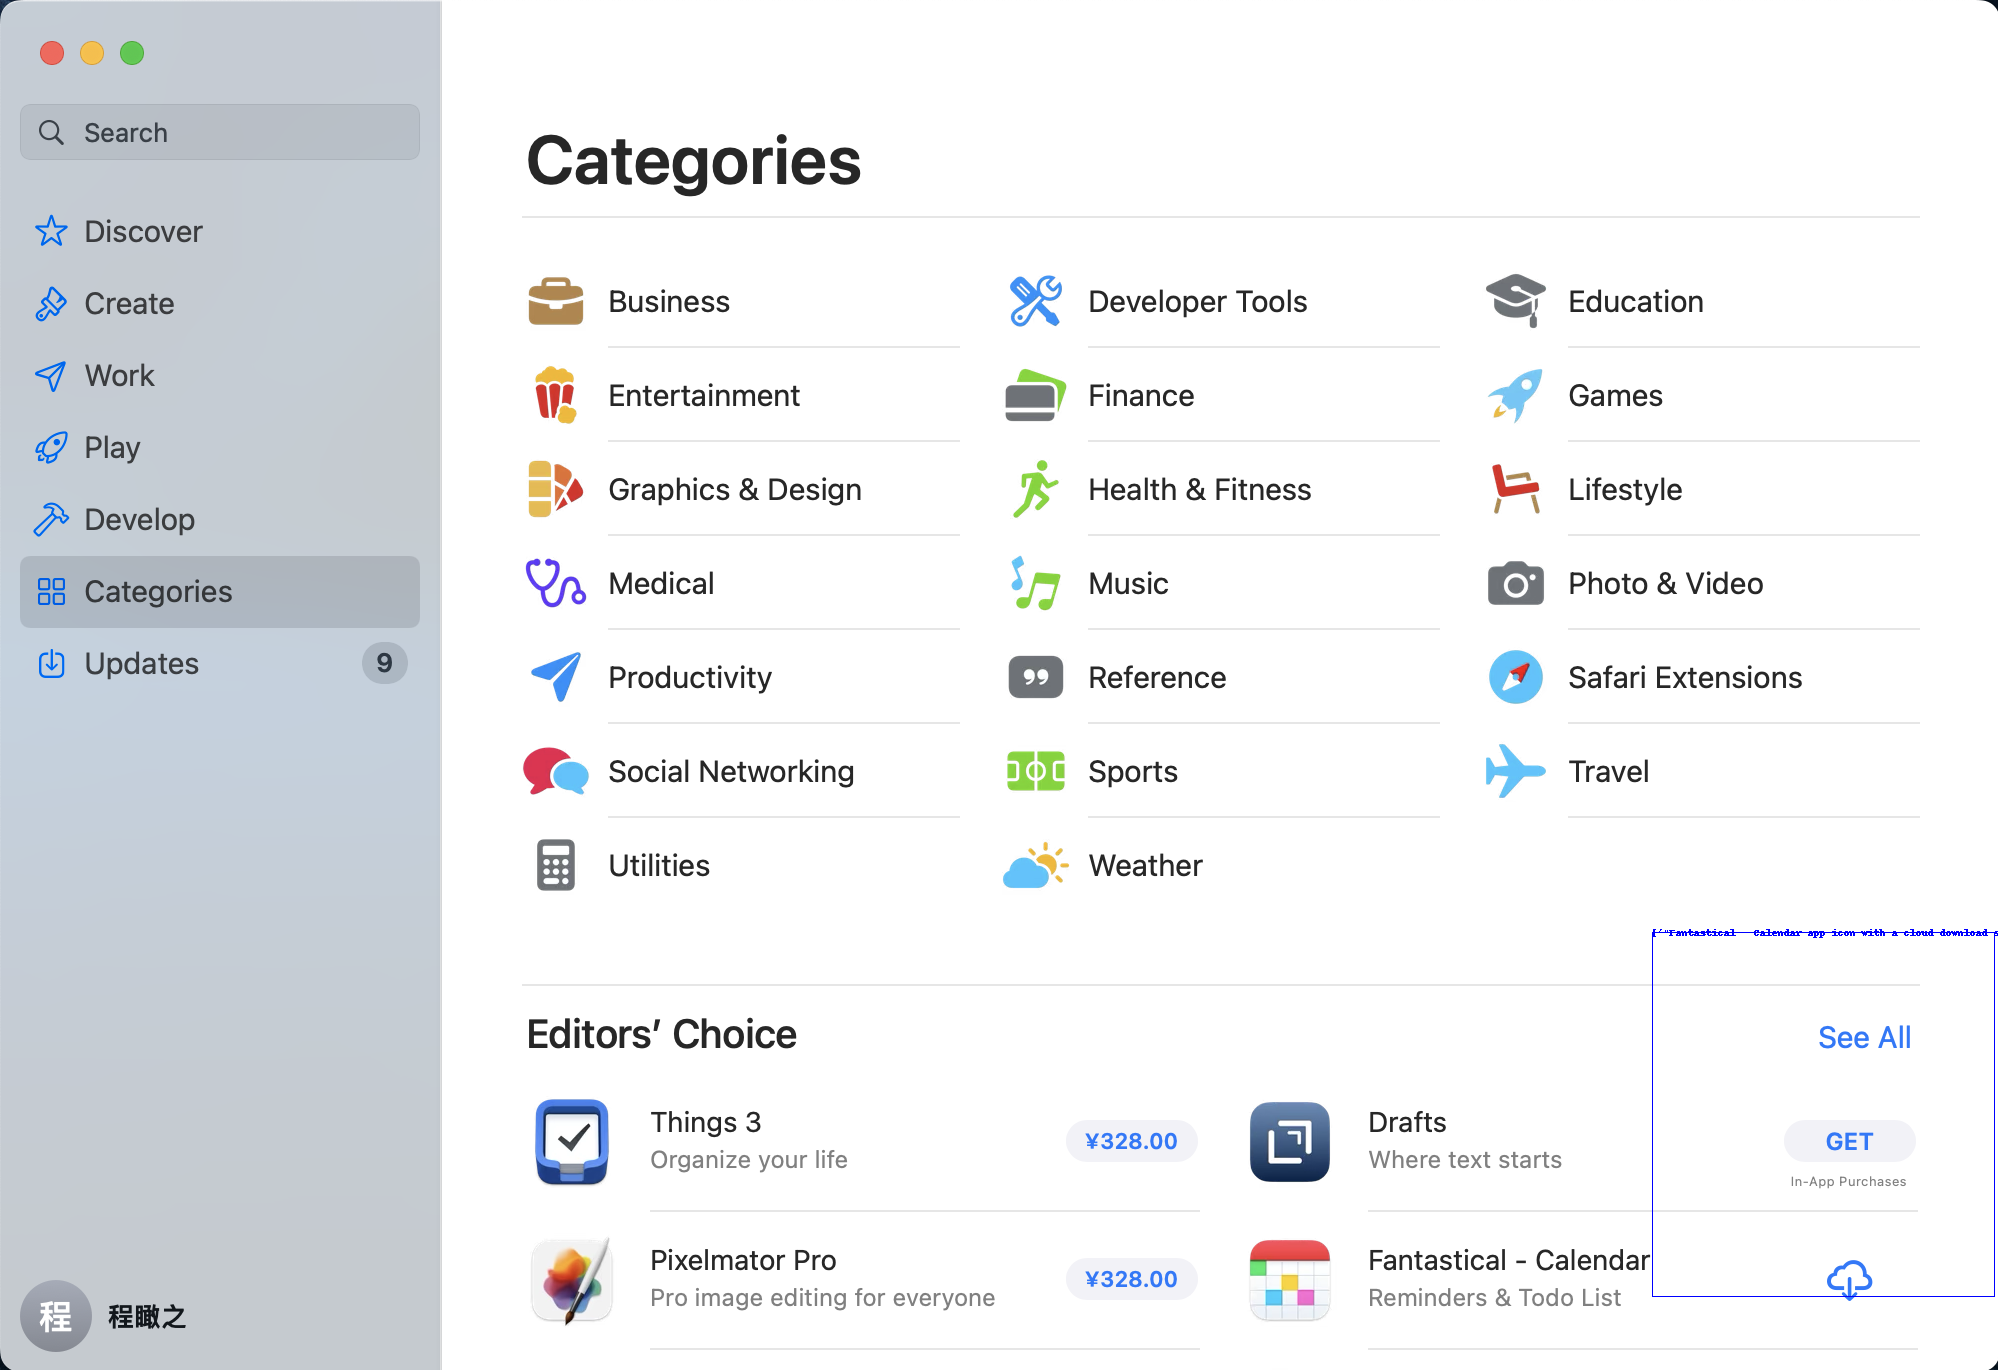 Search
Discover
Create
Work
Play
Develop
Categories
Updates
9
程瞰之
程
Categories
Business
Developer Tools
Education
Entertainment
Finance
Games
Graphics & Design
Health & Fitness
Lifestyle
Medical
Music
Photo & Video
Productivity
Reference
Safari Extensions
Social Networking
Sports
Travel
Utilities
Weather
["Fantastical - Calendar app icon with a cloud download s
Editors’ Choice
See All
Things 3
Organize your life
¥328.00
Drafts
Where text starts
GET
In-App Purchases
Pixelmator Pro
Pro image editing for everyone
¥328.00
Fantastical - Calendar
Reminders & Todo List